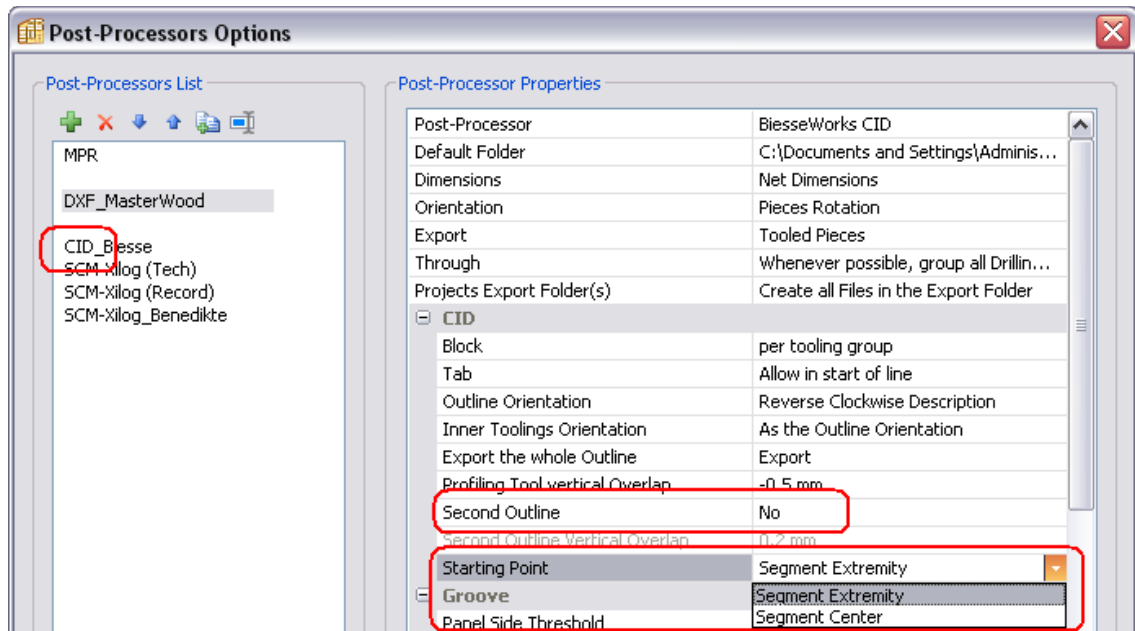 Post-Processors Options
Post-Processors List
MPR
DXF_MasterWood
CID_Biesse
SCM-Xilog (Tech)
SCM-Xilog (Record)
SCM-Xilog_Benedikte
Post-Processor Properties
Post-Processor BiesseWorks CID
Default Folder C:\Documents and Settings\Adminis...
Dimensions Net Dimensions
Orientation Pieces Rotation
Export Tooled Pieces
Through Whenever possible, group all Drillin...
Projects Export Folder(s) Create all Files in the Export Folder
CID
Block per tooling group
Tab Allow in start of line
Outline Orientation Reverse Clockwise Description
Inner Toolings Orientation As the Outline Orientation
Export the whole Outline Export
Profiling Tool vertical Overlap -0.5 mm
Second Outline No
Second Outline Vertical Overlap 0.2 mm
Starting Point Segment Extremity
Groove Segment Extremity
Panel Side Threshold Segment Center